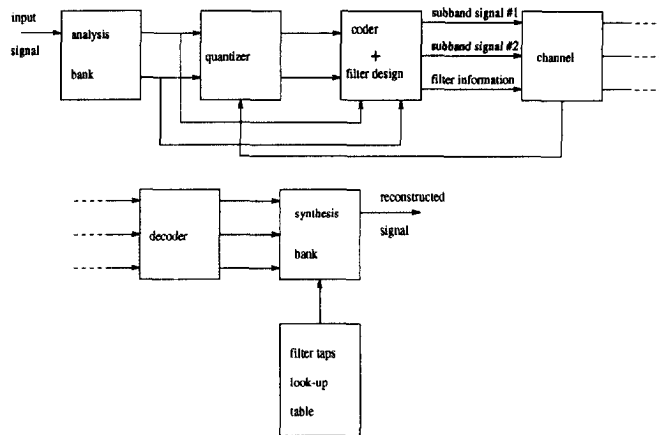 input
signal
analysis
bank
quantizer
coder
+
filter design
subband signal #1
subband signal #2
filter information
channel
decoder
synthesis
bank
reconstructed
signal
filter taps
look-up
table